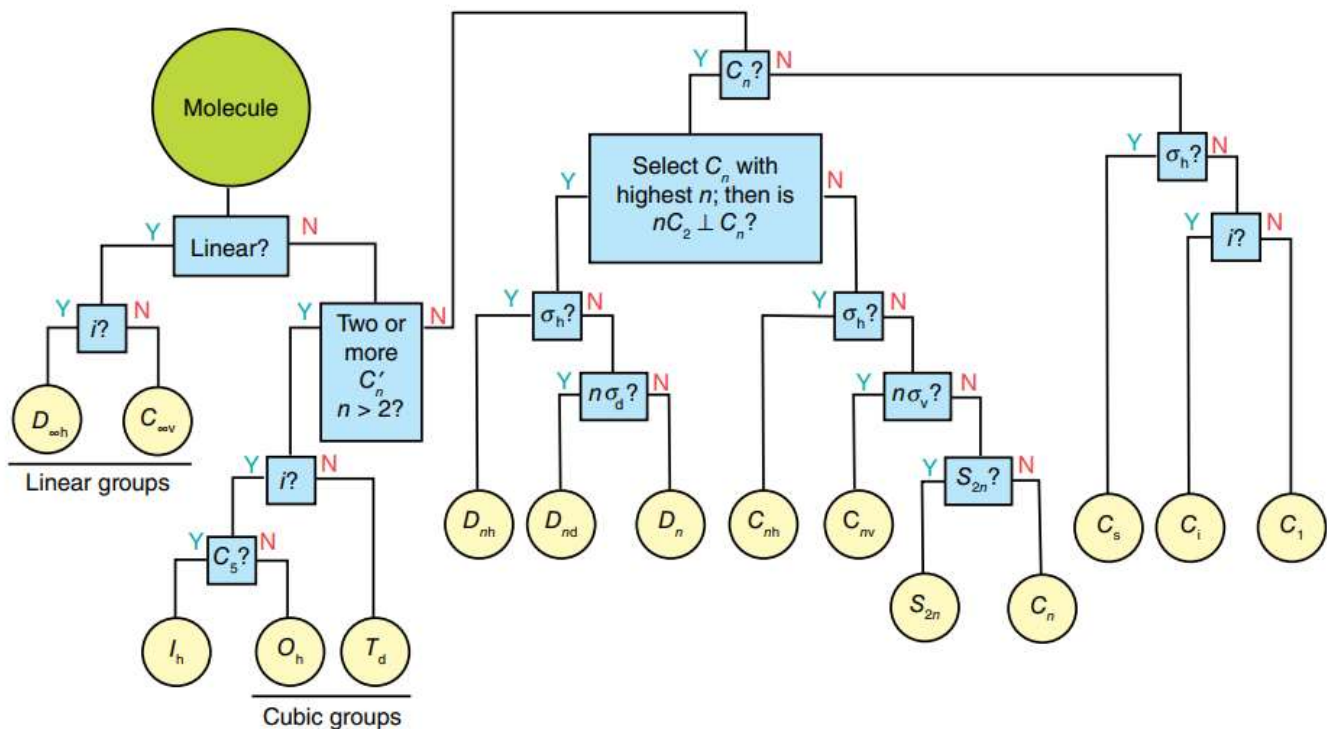 Molecule
Y
Linear?
N
Y
i?
N
D∞h
C∞v
Linear groups
Y
Two or
more
C′n
n > 2?
N
Y
i?
N
Y
C5?
N
Ih
Oh
Td
Cubic groups
Y
Cn?
N
Y
Select Cn with
highest n; then is
nC2 ⊥ Cn?
N
Y
σh?
N
Y
nσd?
N
Dnh
Dnd
Dn
Y
σh?
N
Y
nσv?
N
Y
S2n?
N
Cnh
Cnv
S2n
Cn
Y
σh?
N
Y
i?
N
Cs
Ci
C1